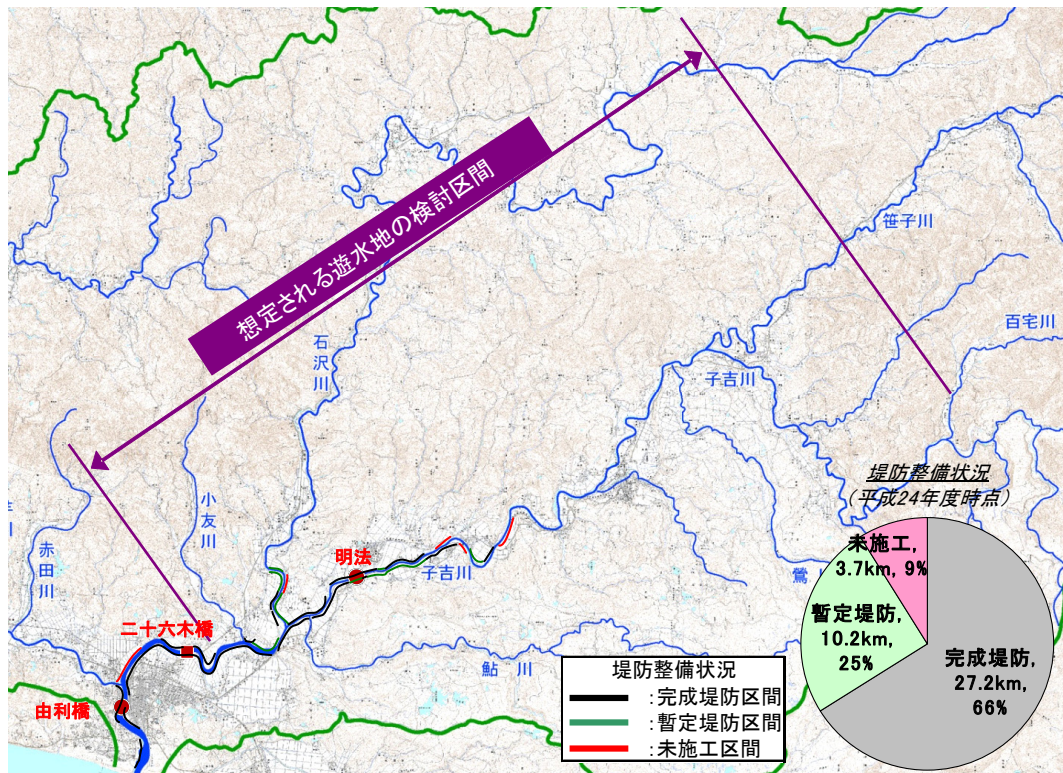 想定される遊水地の検討区間
笹子川
百宅川
石沢川
子吉川
小友川
赤田川
明法
子吉川
二十六木橋
鮎川
由利橋
堤防整備状況
(平成24年度時点)
未施工,
3.7km, 9%
暫定堤防,
10.2km,
25%
完成堤防,
27.2km,
66%
堤防整備状況
:完成堤防区間
:暫定堤防区間
:未施工区間